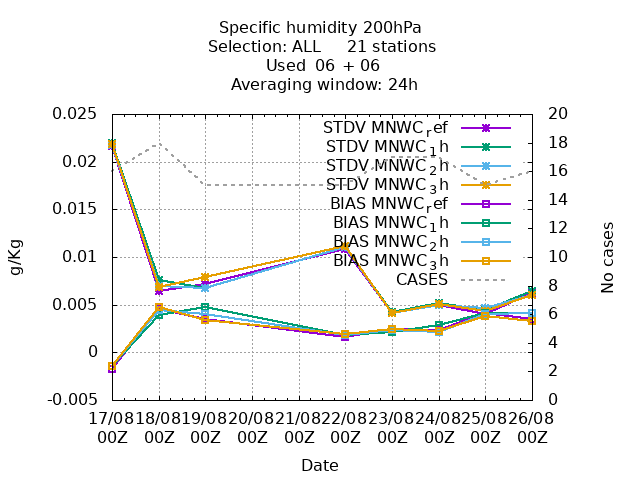 Specific humidity 200hPa
Selection: ALL     21 stations
Used  06 + 06
Averaging window: 24h
0.025
0.02
0.015
0.01
0.005
0
-0.005
g/Kg
20
18
16
14
12
10
8
6
4
2
0
No cases
STDV MNWC_ref
STDV MNWC_1h
STDV MNWC_2h
STDV MNWC_3h
BIAS MNWC_ref
BIAS MNWC_1h
BIAS MNWC_2h
BIAS MNWC_3h
CASES
17/08 18/08 19/08 20/08 21/08 22/08 23/08 24/08 25/08 26/08
00Z 00Z 00Z 00Z 00Z 00Z 00Z 00Z 00Z 00Z
Date